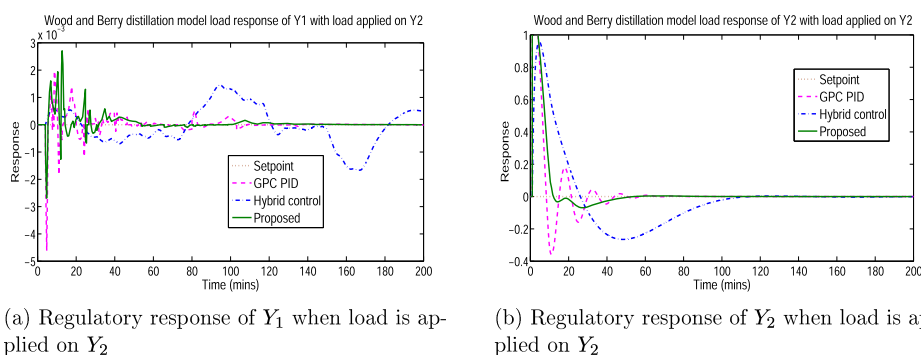 Wood and Berry distillation model load response of Y1 with load applied on Y2
x 10⁻³
3
2
1
0
−1
−2
−3
−4
−5
Response
Setpoint
GPC PID
Hybrid control
Proposed
0 20 40 60 80 100 120 140 160 180 200
Time (mins)
(a) Regulatory response of Y₁ when load is ap-
plied on Y₂
Wood and Berry distillation model load response of Y2 with load applied on Y2
1
0.8
0.6
0.4
0.2
0
−0.2
−0.4
Response
Setpoint
GPC PID
Hybrid control
Proposed
0 20 40 60 80 100 120 140 160 180 200
Time (mins)
(b) Regulatory response of Y₂ when load is
plied on Y₂